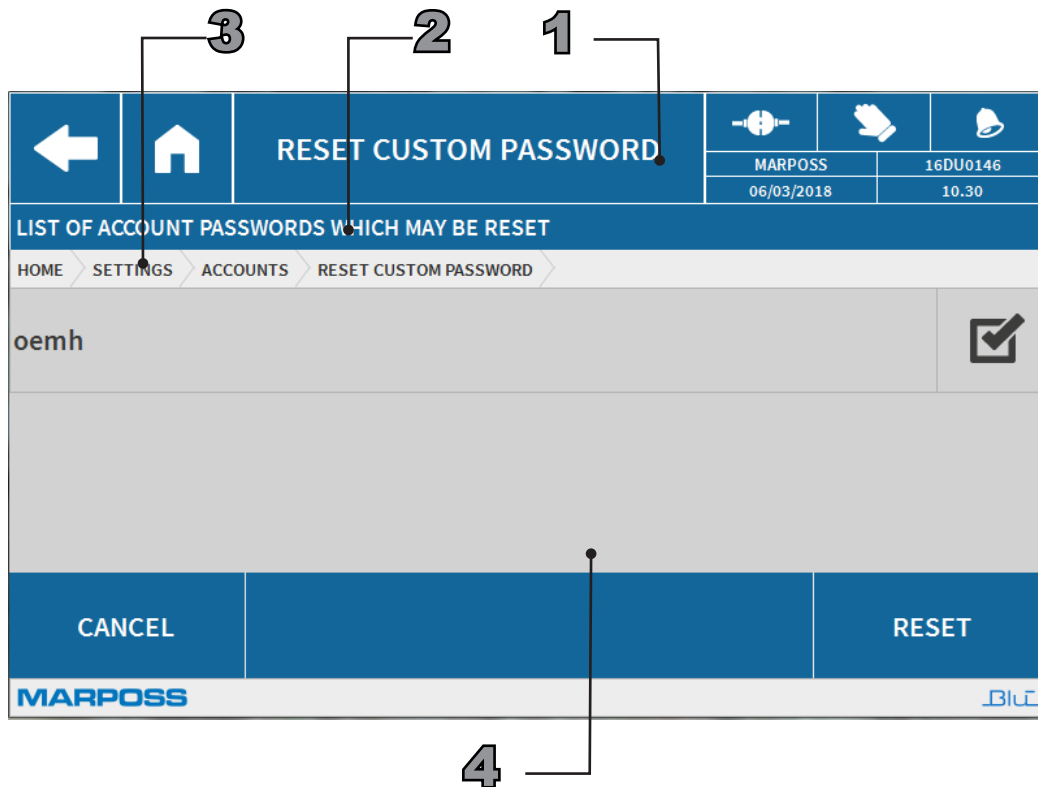 3 2 1
RESET CUSTOM PASSWORD
MARPOSS 16DU0146
06/03/2018 10.30
LIST OF ACCOUNT PASSWORDS WHICH MAY BE RESET
HOME SETTINGS ACCOUNTS RESET CUSTOM PASSWORD
oemh
CANCEL RESET
MARPOSS Blú
4